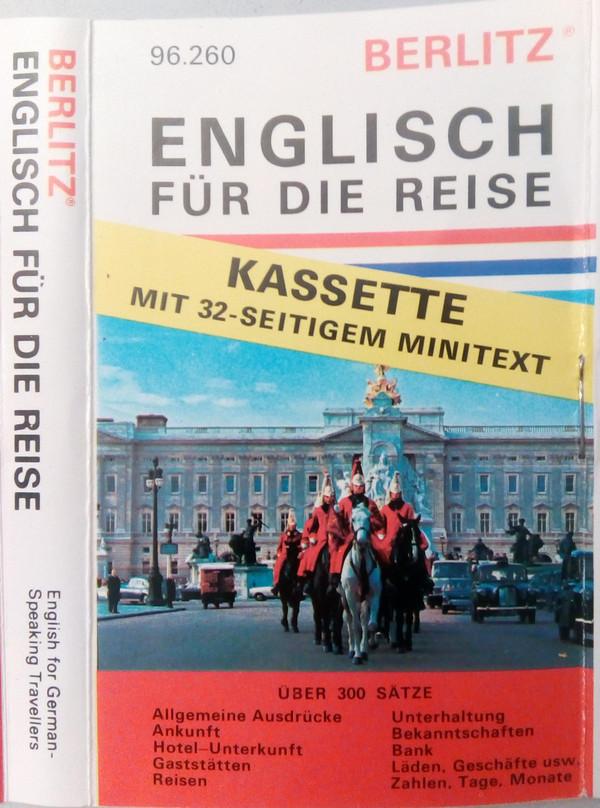 BERLITZ®
ENGLISCH FÜR DIE REISE
English for German-
Speaking Travellers
96.260
BERLITZ®
ENGLISCH
FÜR DIE REISE
KASSETTE
MIT 32-SEITIGEM MINITEXT
ÜBER 300 SÄTZE
Allgemeine Ausdrücke
Ankunft
Hotel–Unterkunft
Gaststätten
Reisen
Unterhaltung
Bekanntschaften
Bank
Läden, Geschäfte usw.
Zahlen, Tage, Monate